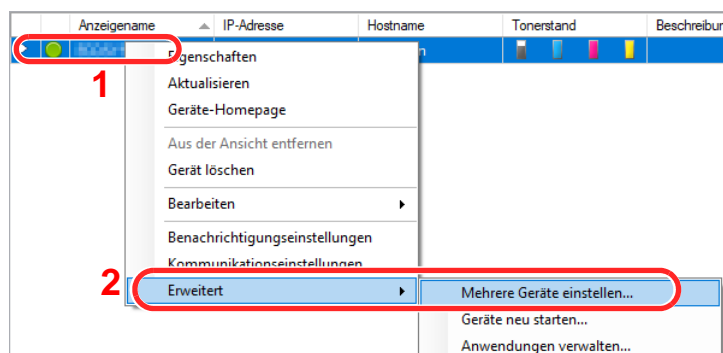 Anzeigename IP-Adresse Hostname Tonerstand Beschreibur
1
Eigenschaften
Aktualisieren
Geräte-Homepage
Aus der Ansicht entfernen
Gerät löschen
Bearbeiten
Benachrichtigungseinstellungen
Kommunikationseinstellungen
2
Erweitert
Mehrere Geräte einstellen...
Geräte neu starten...
Anwendungen verwalten...